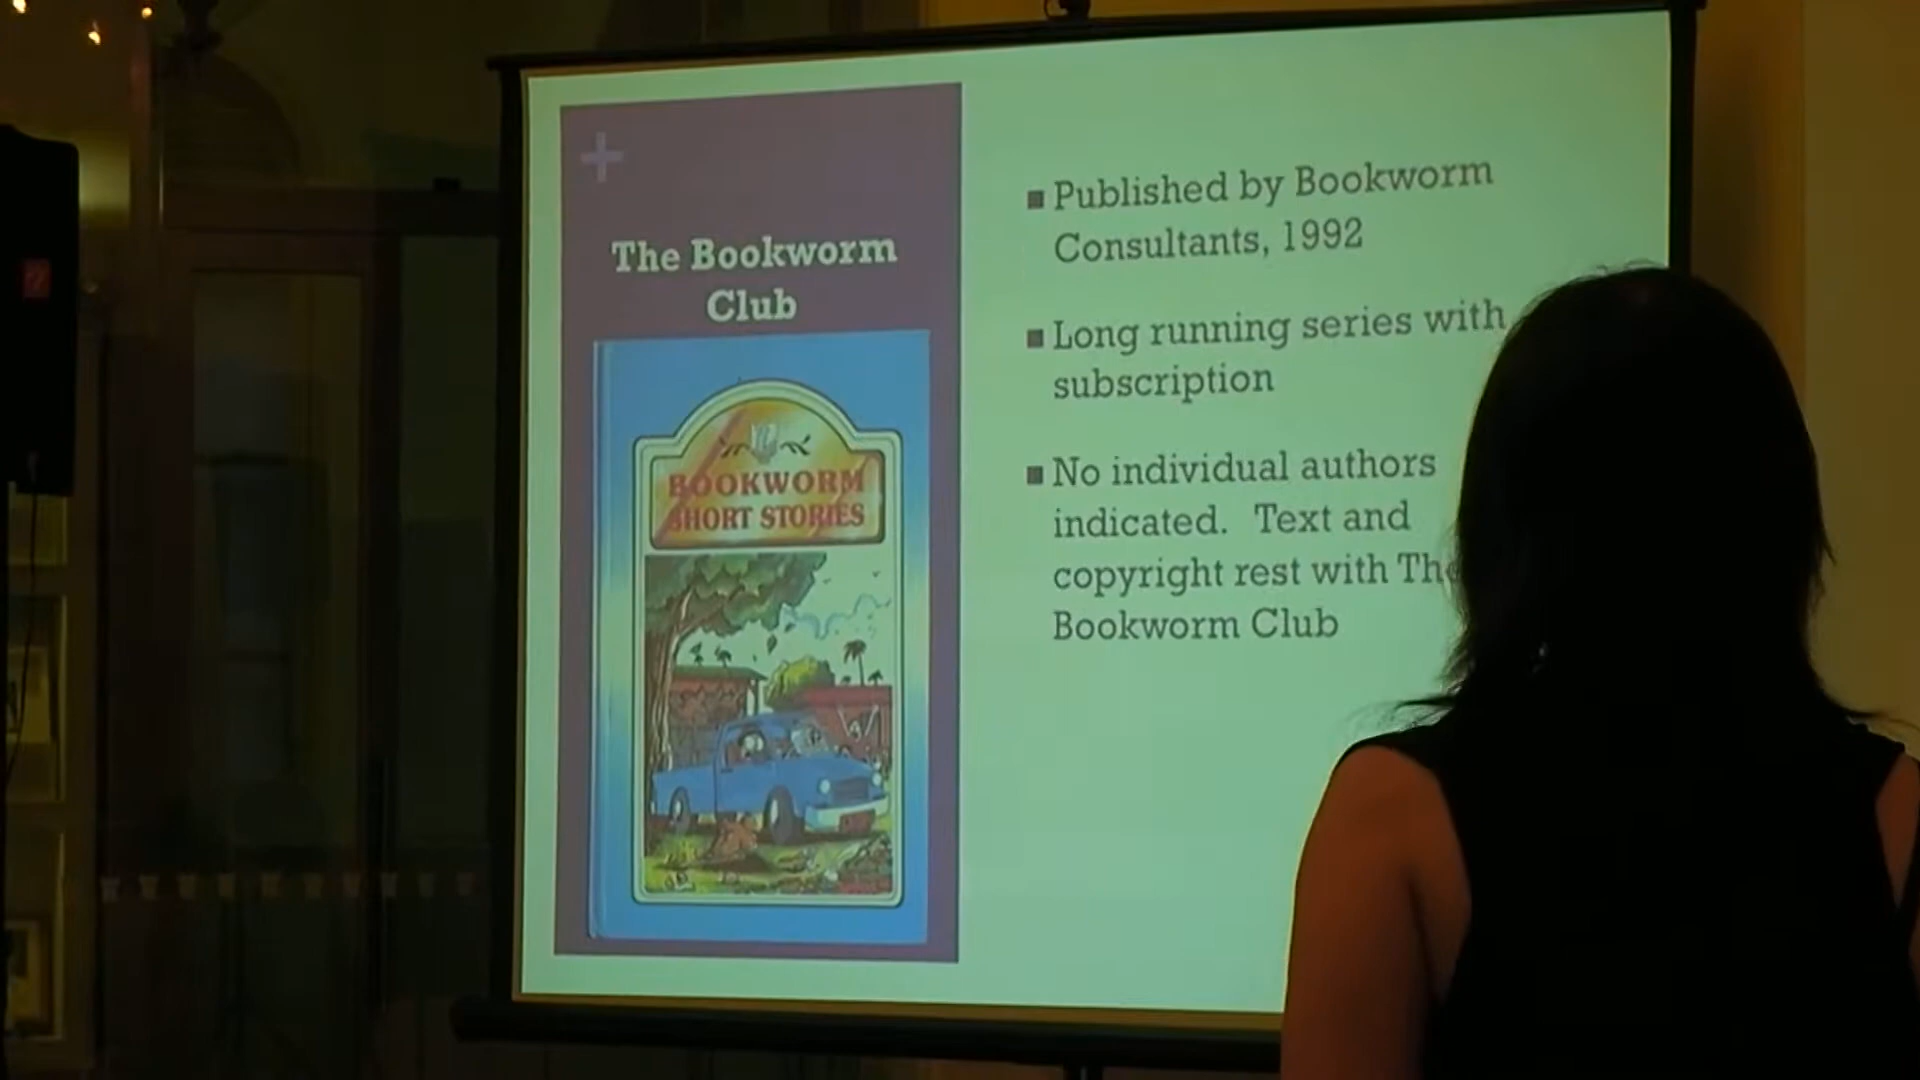 The Bookworm
Club
BOOKWORM
SHORT STORIES
Published by Bookworm
Consultants, 1992
Long running series with
subscription
No individual authors
indicated. Text and
copyright rest with The
Bookworm Club